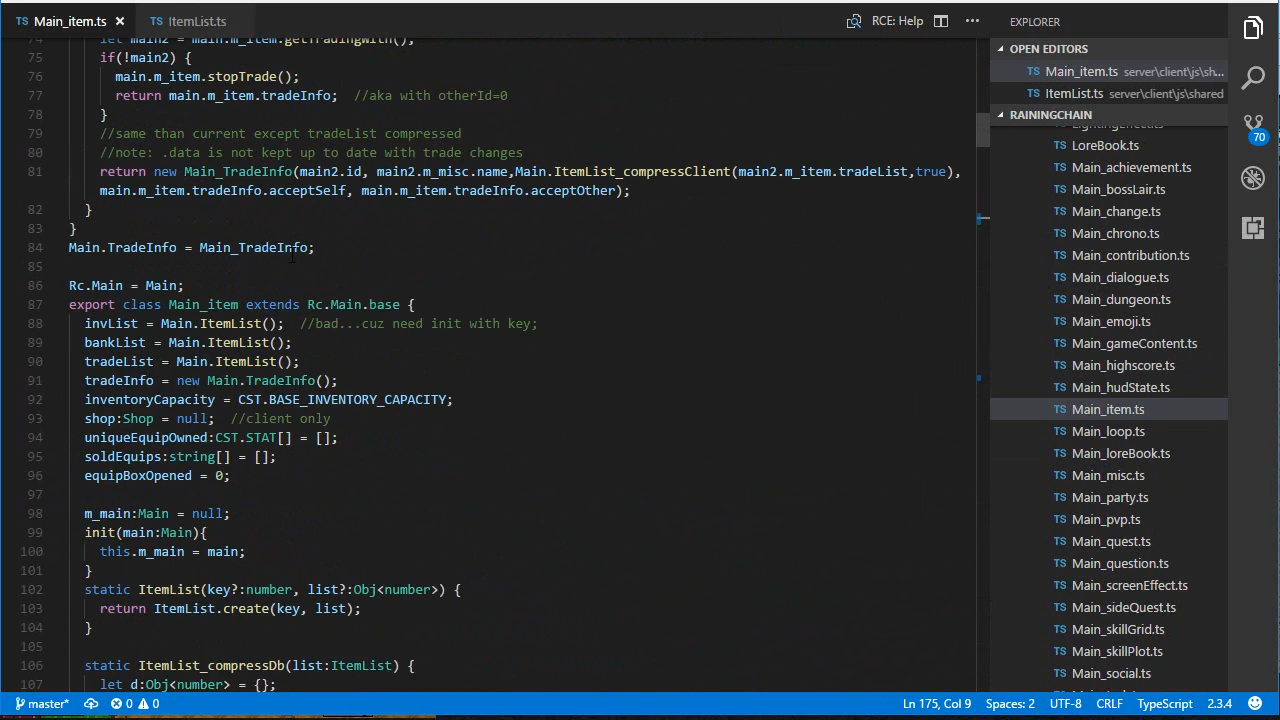 TS Main_item.ts ×
TS ItemList.ts
RCE: Help
EXPLORER
74 let main2 = main.m_item.getTradingWith();
75 if(!main2) {
76 main.m_item.stopTrade();
77 return main.m_item.tradeInfo; //aka with otherId=0
78 }
79 //same than current except tradeList compressed
80 //note: .data is not kept up to date with trade changes
81 return new Main_TradeInfo(main2.id, main2.m_misc.name,Main.ItemList_compressClient(main2.m_item.tradeList,true),
main.m_item.tradeInfo.acceptSelf, main.m_item.tradeInfo.acceptOther);
82 }
83 }
84 Main.TradeInfo = Main_TradeInfo;
85
86 Rc.Main = Main;
87 export class Main_item extends Rc.Main.base {
88 invList = Main.ItemList(); //bad...cuz need init with key;
89 bankList = Main.ItemList();
90 tradeList = Main.ItemList();
91 tradeInfo = new Main.TradeInfo();
92 inventoryCapacity = CST.BASE_INVENTORY_CAPACITY;
93 shop:Shop = null; //client only
94 uniqueEquipOwned:CST.STAT[] = [];
95 soldEquips:string[] = [];
96 equipBoxOpened = 0;
97
98 m_main:Main = null;
99 init(main:Main){
100 this.m_main = main;
101 }
102 static ItemList(key?:number, list?:Obj<number>) {
103 return ItemList.create(key, list);
104 }
105
106 static ItemList_compressDb(list:ItemList) {
107 let d:Obj<number> = {};
OPEN EDITORS
TS Main_item.ts server\client\js\sh...
TS ItemList.ts server\client\js\shared
RAININGCHAIN
TS LightingEffect.ts
TS LoreBook.ts
TS Main_achievement.ts
TS Main_bossLair.ts
TS Main_change.ts
TS Main_chrono.ts
TS Main_contribution.ts
TS Main_dialogue.ts
TS Main_dungeon.ts
TS Main_emoji.ts
TS Main_gameContent.ts
TS Main_highscore.ts
TS Main_hudState.ts
TS Main_item.ts
TS Main_loop.ts
TS Main_loreBook.ts
TS Main_misc.ts
TS Main_party.ts
TS Main_pvp.ts
TS Main_quest.ts
TS Main_question.ts
TS Main_screenEffect.ts
TS Main_sideQuest.ts
TS Main_skillGrid.ts
TS Main_skillPlot.ts
TS Main_social.ts
70
master* 0 0
Ln 175, Col 9 Spaces: 2 UTF-8 CRLF TypeScript 2.3.4